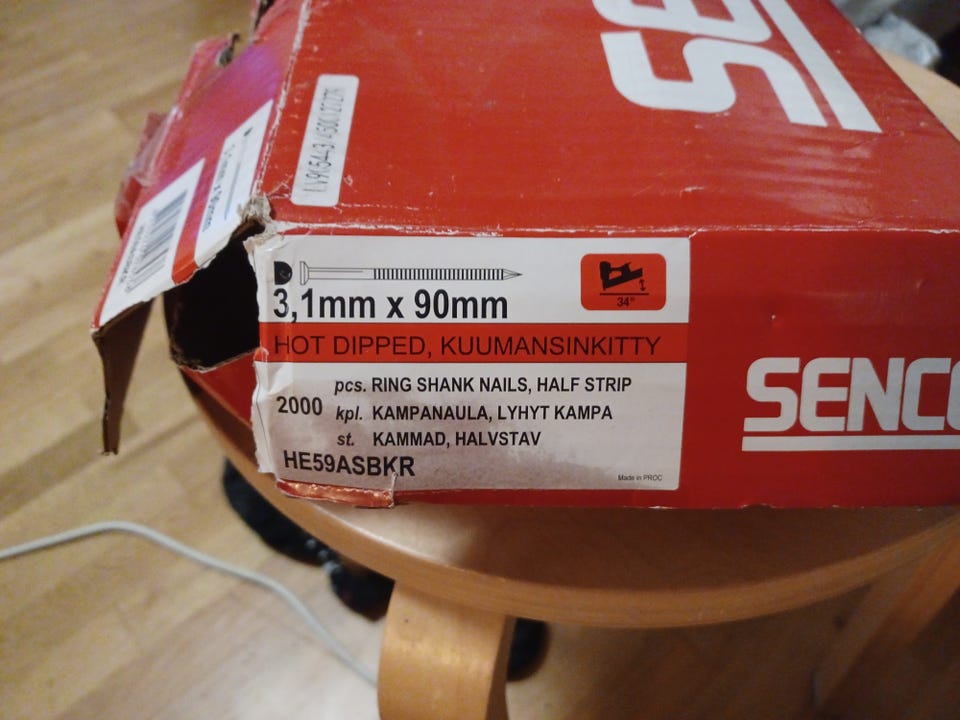 SENCO
3,1mm x 90mm
34°
HOT DIPPED, KUUMANSINKITTY
2000
pcs. RING SHANK NAILS, HALF STRIP
kpl. KAMPANAULA, LYHYT KAMPA
st. KAMMAD, HALVSTAV
HE59ASBKR
Made in PROC
SENC